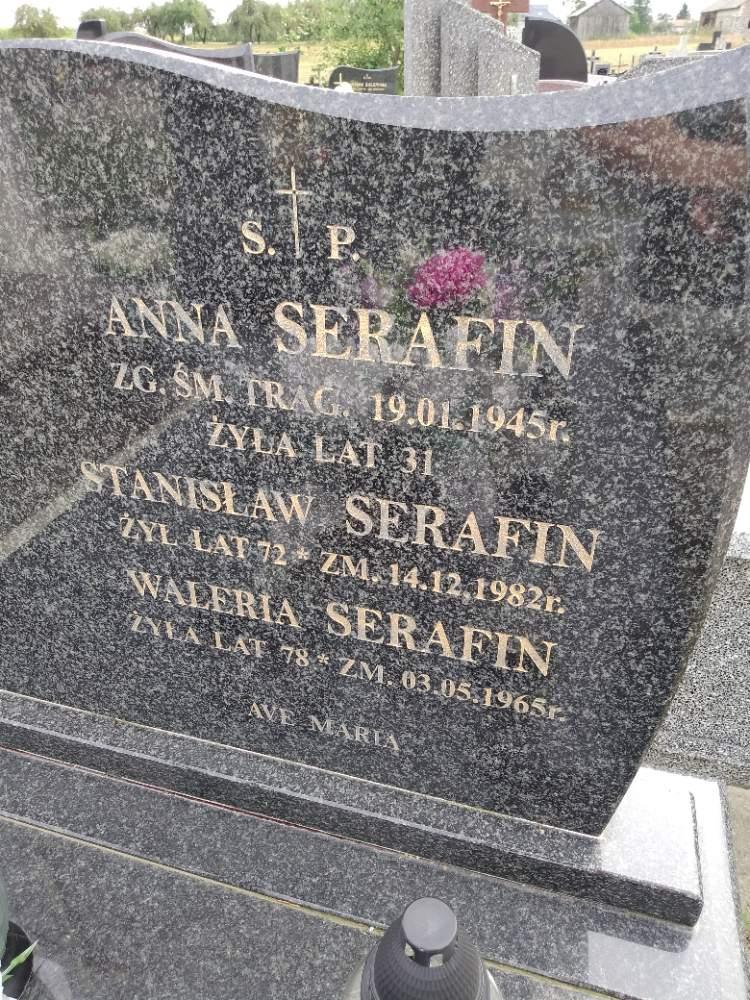 Ś. P.
ANNA SERAFIN
ZG. ŚM. TRAG. 19.01.1945r.
ŻYŁA LAT 31
STANISŁAW SERAFIN
ŻYŁ LAT 72 * ZM. 14.12.1982r.
WALERIA SERAFIN
ŻYŁA LAT 78 * ZM. 03.05.1965r.
AVE MARIA